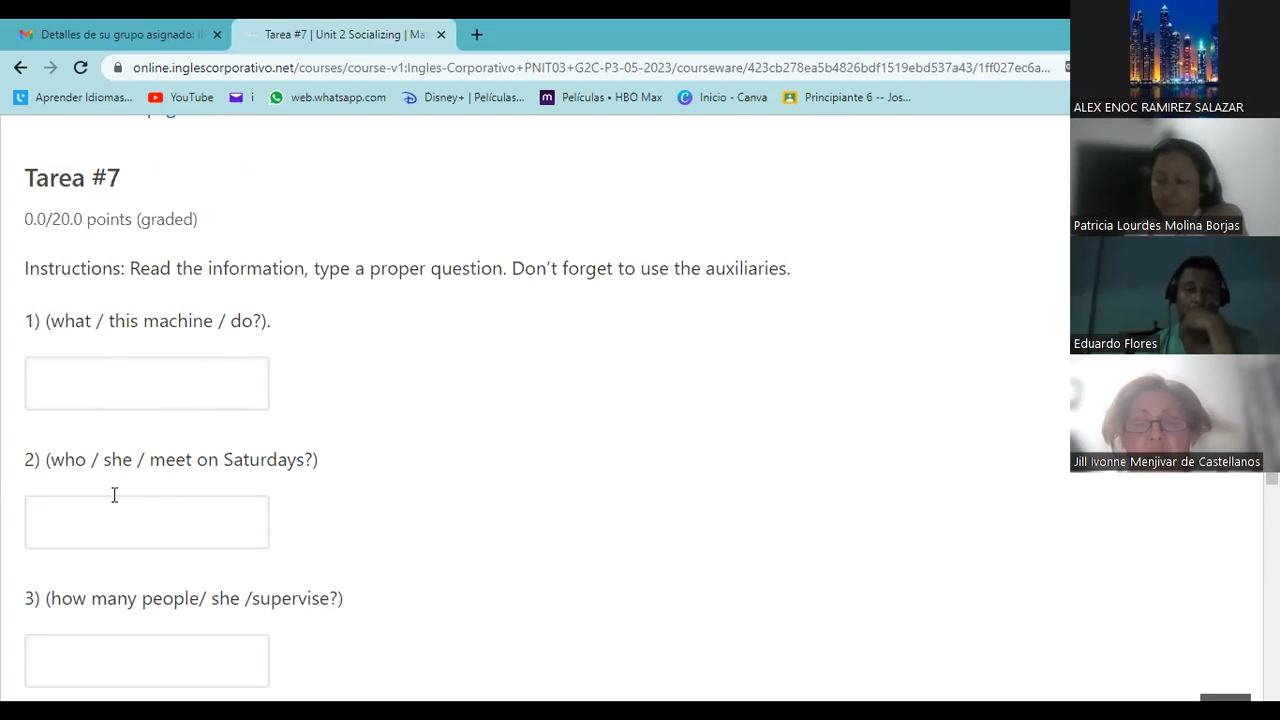 Detalles de su grupo asignado: II
Tarea #7 | Unit 2 Socializing | Ma
online.inglescorporativo.net/courses/course-v1:Ingles-Corporativo+PNIT03+G2C-P3-05-2023/courseware/423cb278ea5b4826bdf1519ebd537a43/1ff027ec6a...
Aprender Idiomas...
YouTube
i
web.whatsapp.com
Disney+ | Películas...
Películas • HBO Max
Inicio - Canva
Principiante 6 -- Jos...
Tarea #7
0.0/20.0 points (graded)
Instructions: Read the information, type a proper question. Don’t forget to use the auxiliaries.
1) (what / this machine / do?).
2) (who / she / meet on Saturdays?)
3) (how many people/ she /supervise?)
ALEX ENOC RAMIREZ SALAZAR
Patricia Lourdes Molina Borjas
Eduardo Flores
Jill Ivonne Menjivar de Castellanos